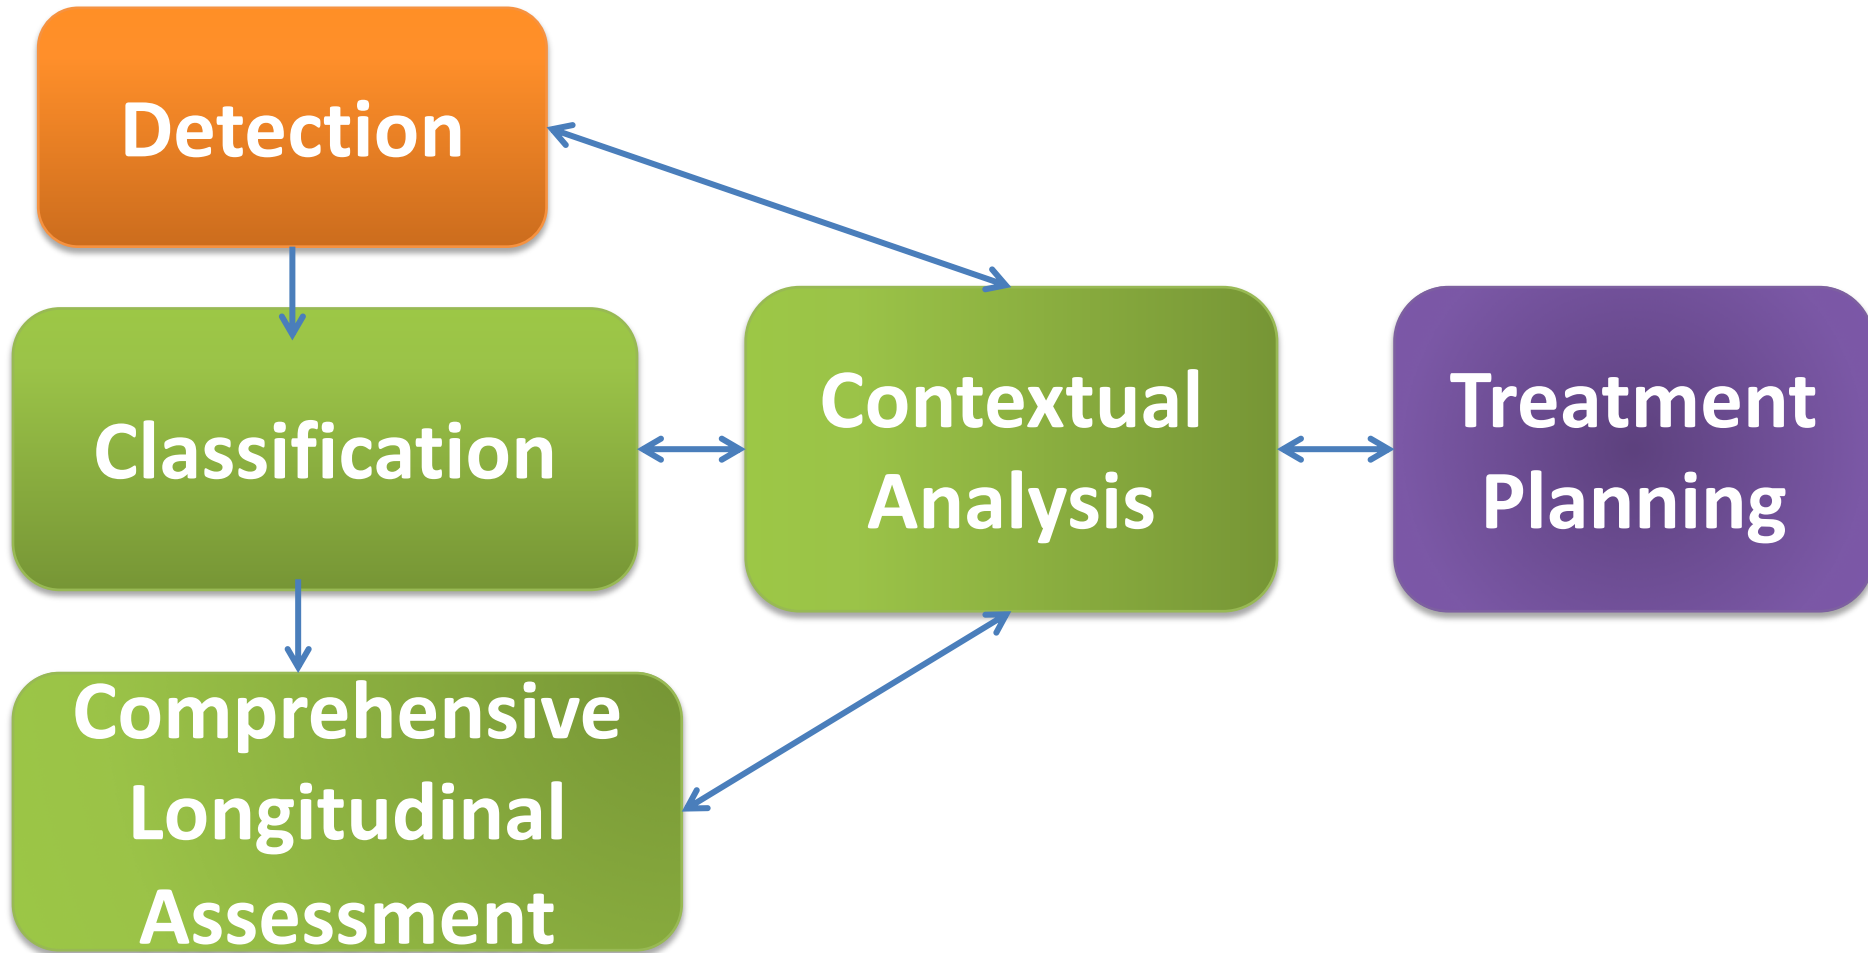 Detection
Classification
Comprehensive
Longitudinal
Assessment
Contextual
Analysis
Treatment
Planning